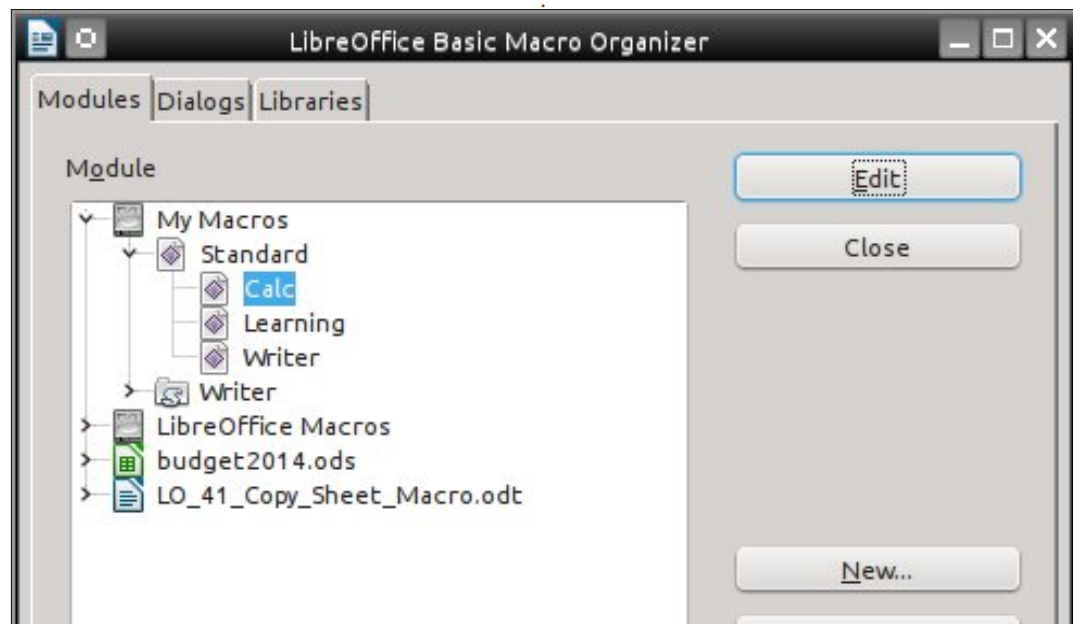 LibreOffice Basic Macro Organizer
Modules Dialogs Libraries
Module
Edit
My Macros
Close
Standard
Calc
Learning
Writer
Writer
LibreOffice Macros
budget2014.ods
LO_41_Copy_Sheet_Macro.odt
New...